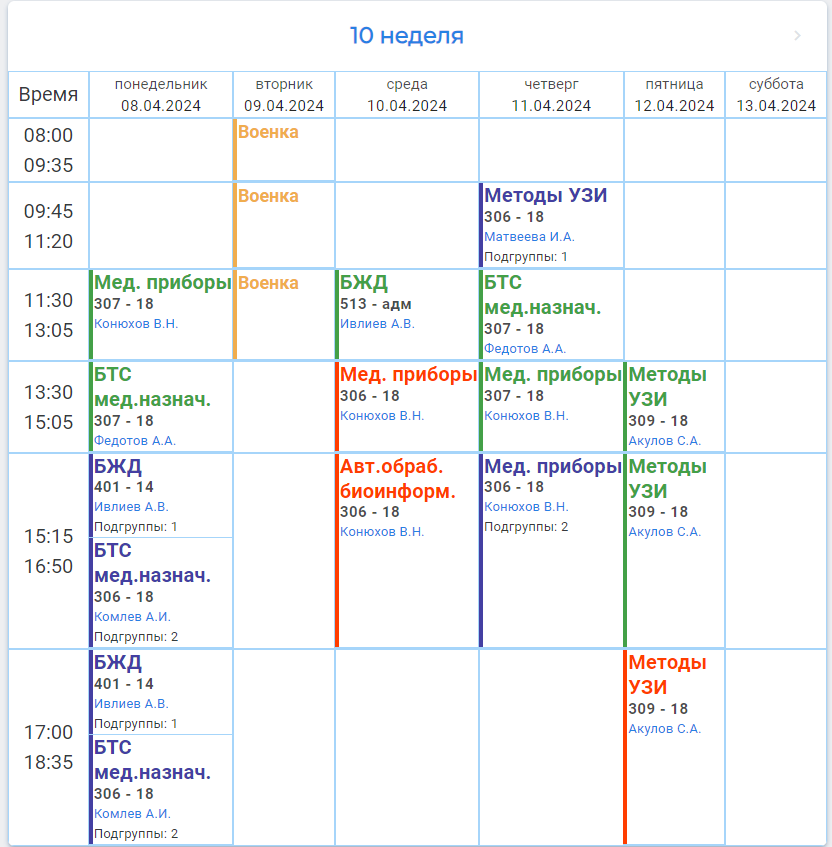 10 неделя
Время
понедельник
08.04.2024
вторник
09.04.2024
среда
10.04.2024
четверг
11.04.2024
пятница
12.04.2024
суббота
13.04.2024
08:00
09:35
Военка
09:45
11:20
Военка
Методы УЗИ
306 - 18
Матвеева И.А.
Подгруппы: 1
11:30
13:05
Мед. приборы
307 - 18
Конюхов В.Н.
Военка
БЖД
513 - адм
Ивлиев А.В.
БТС
мед.назнач.
307 - 18
Федотов А.А.
13:30
15:05
БТС
мед.назнач.
307 - 18
Федотов А.А.
Мед. приборы
306 - 18
Конюхов В.Н.
Мед. приборы
307 - 18
Конюхов В.Н.
Методы
УЗИ
309 - 18
Акулов С.А.
15:15
16:50
БЖД
401 - 14
Ивлиев А.В.
Подгруппы: 1
БТС
мед.назнач.
306 - 18
Комлев А.И.
Подгруппы: 2
Авт.обраб.
биоинформ.
306 - 18
Конюхов В.Н.
Мед. приборы
306 - 18
Конюхов В.Н.
Подгруппы: 2
Методы
УЗИ
309 - 18
Акулов С.А.
17:00
18:35
БЖД
401 - 14
Ивлиев А.В.
Подгруппы: 1
БТС
мед.назнач.
306 - 18
Комлев А.И.
Подгруппы: 2
Методы
УЗИ
309 - 18
Акулов С.А.